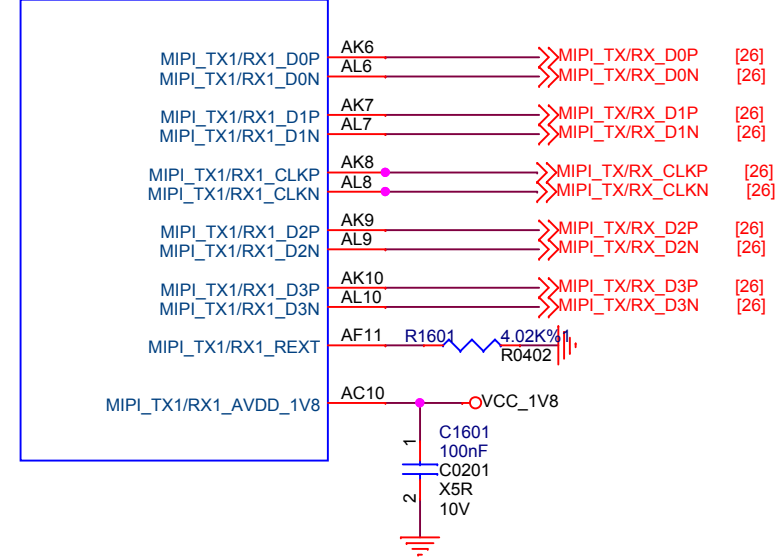 MIPI_TX1/RX1_D0P AK6 MIPI_TX/RX_D0P [26]
MIPI_TX1/RX1_D0N AL6 MIPI_TX/RX_D0N [26]
MIPI_TX1/RX1_D1P AK7 MIPI_TX/RX_D1P [26]
MIPI_TX1/RX1_D1N AL7 MIPI_TX/RX_D1N [26]
MIPI_TX1/RX1_CLKP AK8 MIPI_TX/RX_CLKP [26]
MIPI_TX1/RX1_CLKN AL8 MIPI_TX/RX_CLKN [26]
MIPI_TX1/RX1_D2P AK9 MIPI_TX/RX_D2P [26]
MIPI_TX1/RX1_D2N AL9 MIPI_TX/RX_D2N [26]
MIPI_TX1/RX1_D3P AK10 MIPI_TX/RX_D3P [26]
MIPI_TX1/RX1_D3N AL10 MIPI_TX/RX_D3N [26]
MIPI_TX1/RX1_REXT AF11 R1601 4.02K%1
R0402
MIPI_TX1/RX1_AVDD_1V8 AC10 VCC_1V8
1 C1601
100nF
C0201
2 X5R
10V